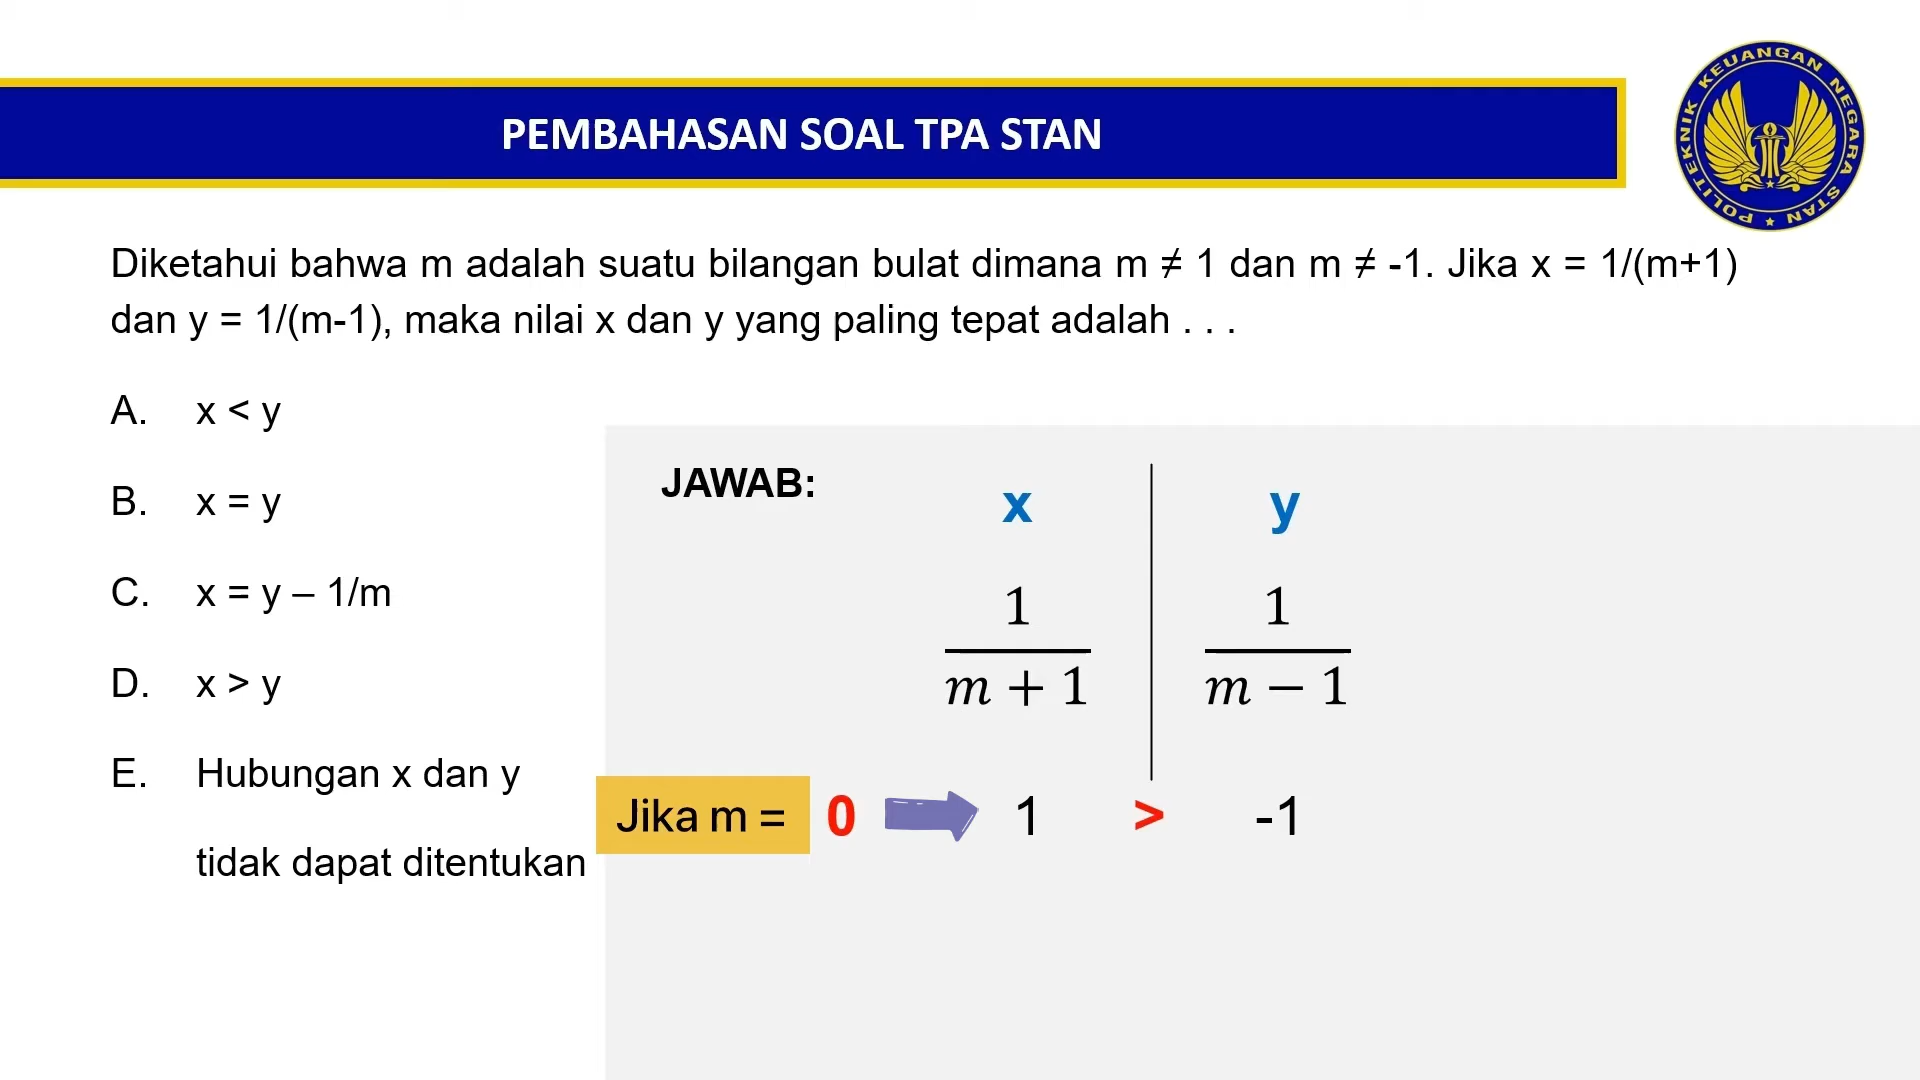 PEMBAHASAN SOAL TPA STAN
POLITEKNIK KEUANGAN NEGARA STAN
Diketahui bahwa m adalah suatu bilangan bulat dimana m ≠ 1 dan m ≠ -1. Jika x = 1/(m+1)
dan y = 1/(m-1), maka nilai x dan y yang paling tepat adalah . . .
A. x < y
B. x = y
C. x = y – 1/m
D. x > y
E. Hubungan x dan y
tidak dapat ditentukan
JAWAB:
x y
1 1
m + 1 m − 1
Jika m = 0 1 > -1